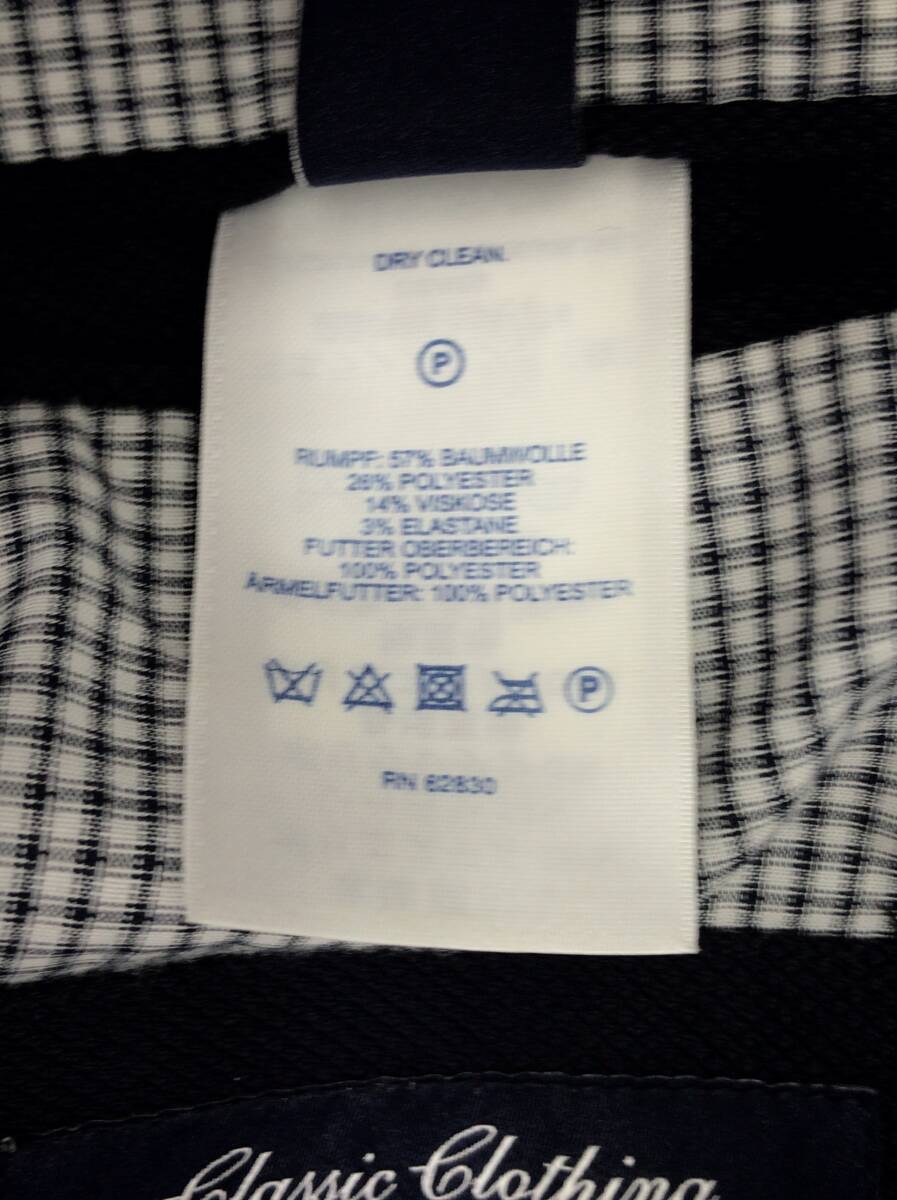 DRY CLEAN.
P
RUMPF: 57% BAUMWOLLE
26% POLYESTER
14% VISKOSE
3% ELASTANE
FUTTER OBERBEREICH:
100% POLYESTER
ÄRMELFUTTER: 100% POLYESTER
P
RN 62830
Classic Clothing